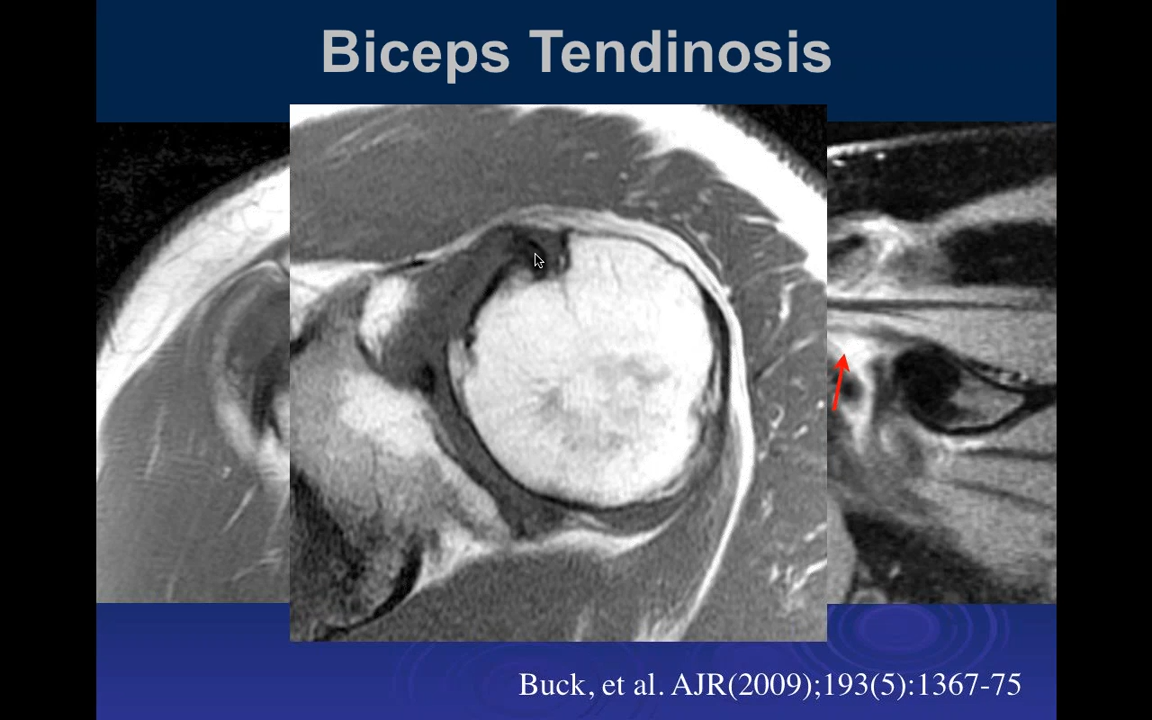 Biceps Tendinosis
Buck, et al. AJR(2009);193(5):1367-75